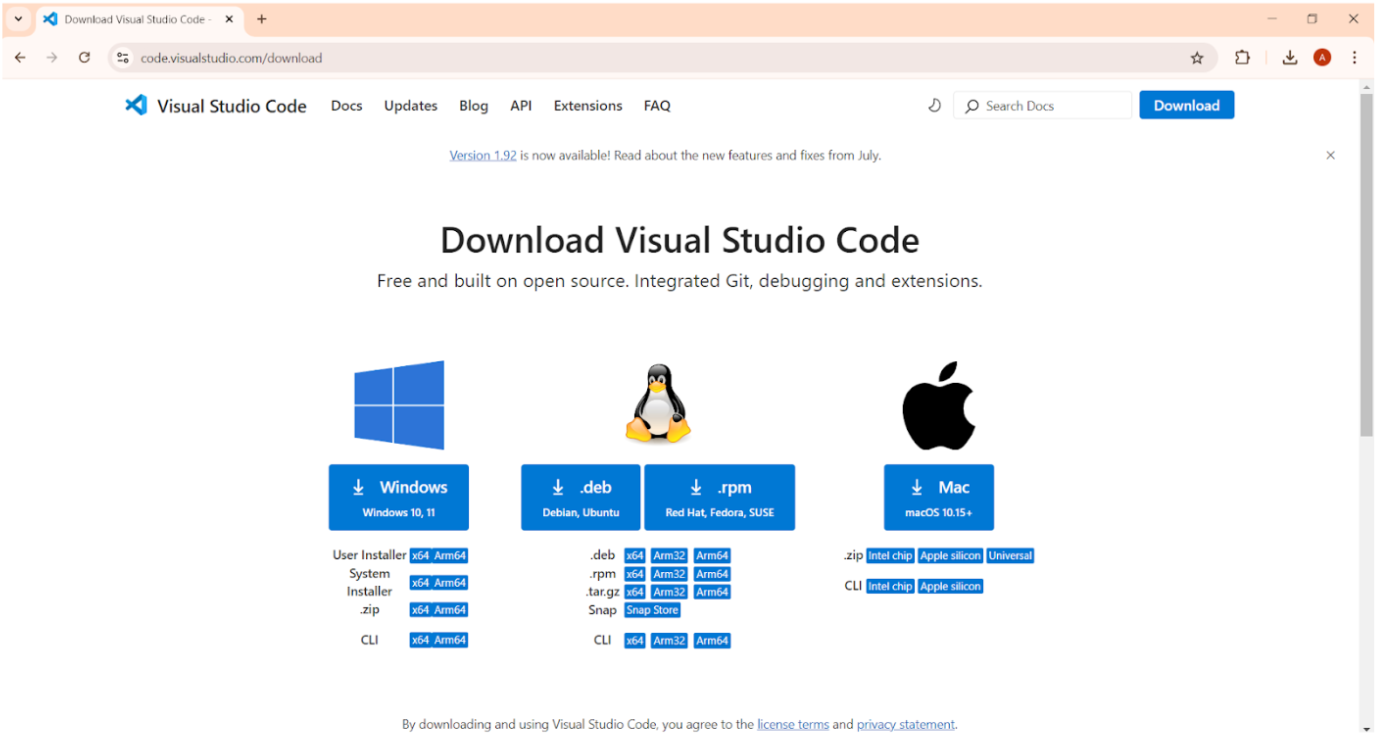 Download Visual Studio Code -
code.visualstudio.com/download
A
Visual Studio Code Docs Updates Blog API Extensions FAQ Search Docs Download
Version 1.92 is now available! Read about the new features and fixes from July.
Download Visual Studio Code
Free and built on open source. Integrated Git, debugging and extensions.
Windows
Windows 10, 11
User Installer x64 Arm64
System
Installer x64 Arm64
.zip x64 Arm64
CLI x64 Arm64
.deb
Debian, Ubuntu
.rpm
Red Hat, Fedora, SUSE
.deb x64 Arm32 Arm64
.rpm x64 Arm32 Arm64
.tar.gz x64 Arm32 Arm64
Snap Snap Store
CLI x64 Arm32 Arm64
Mac
macOS 10.15+
.zip Intel chip Apple silicon Universal
CLI Intel chip Apple silicon
By downloading and using Visual Studio Code, you agree to the license terms and privacy statement.